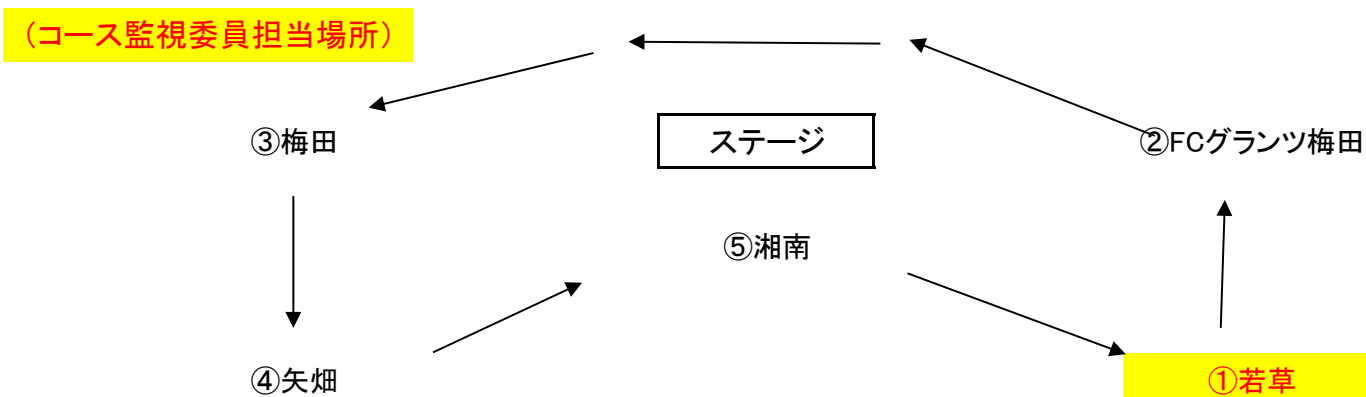 （コース監視委員担当場所）
③梅田
ステージ
②FCグランツ梅田
⑤湘南
④矢畑
①若草